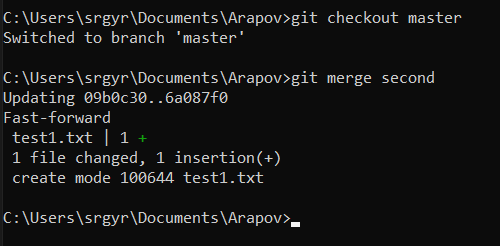 C:\Users\srgyr\Documents\Arapov>git checkout master
Switched to branch 'master'
C:\Users\srgyr\Documents\Arapov>git merge second
Updating 09b0c30..6a087f0
Fast-forward
 test1.txt | 1 +
 1 file changed, 1 insertion(+)
 create mode 100644 test1.txt
C:\Users\srgyr\Documents\Arapov>